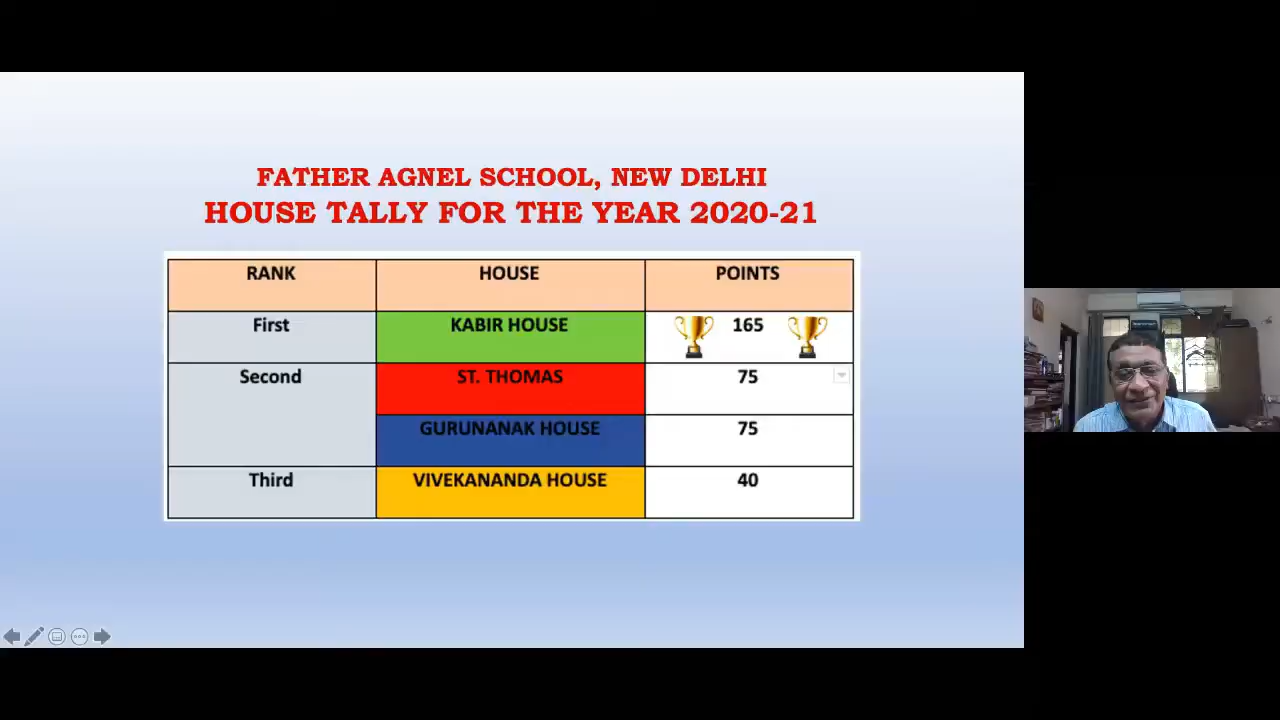 FATHER AGNEL SCHOOL, NEW DELHI
HOUSE TALLY FOR THE YEAR 2020-21
RANK HOUSE POINTS
First KABIR HOUSE 165
Second ST. THOMAS 75
GURUNANAK HOUSE 75
Third VIVEKANANDA HOUSE 40